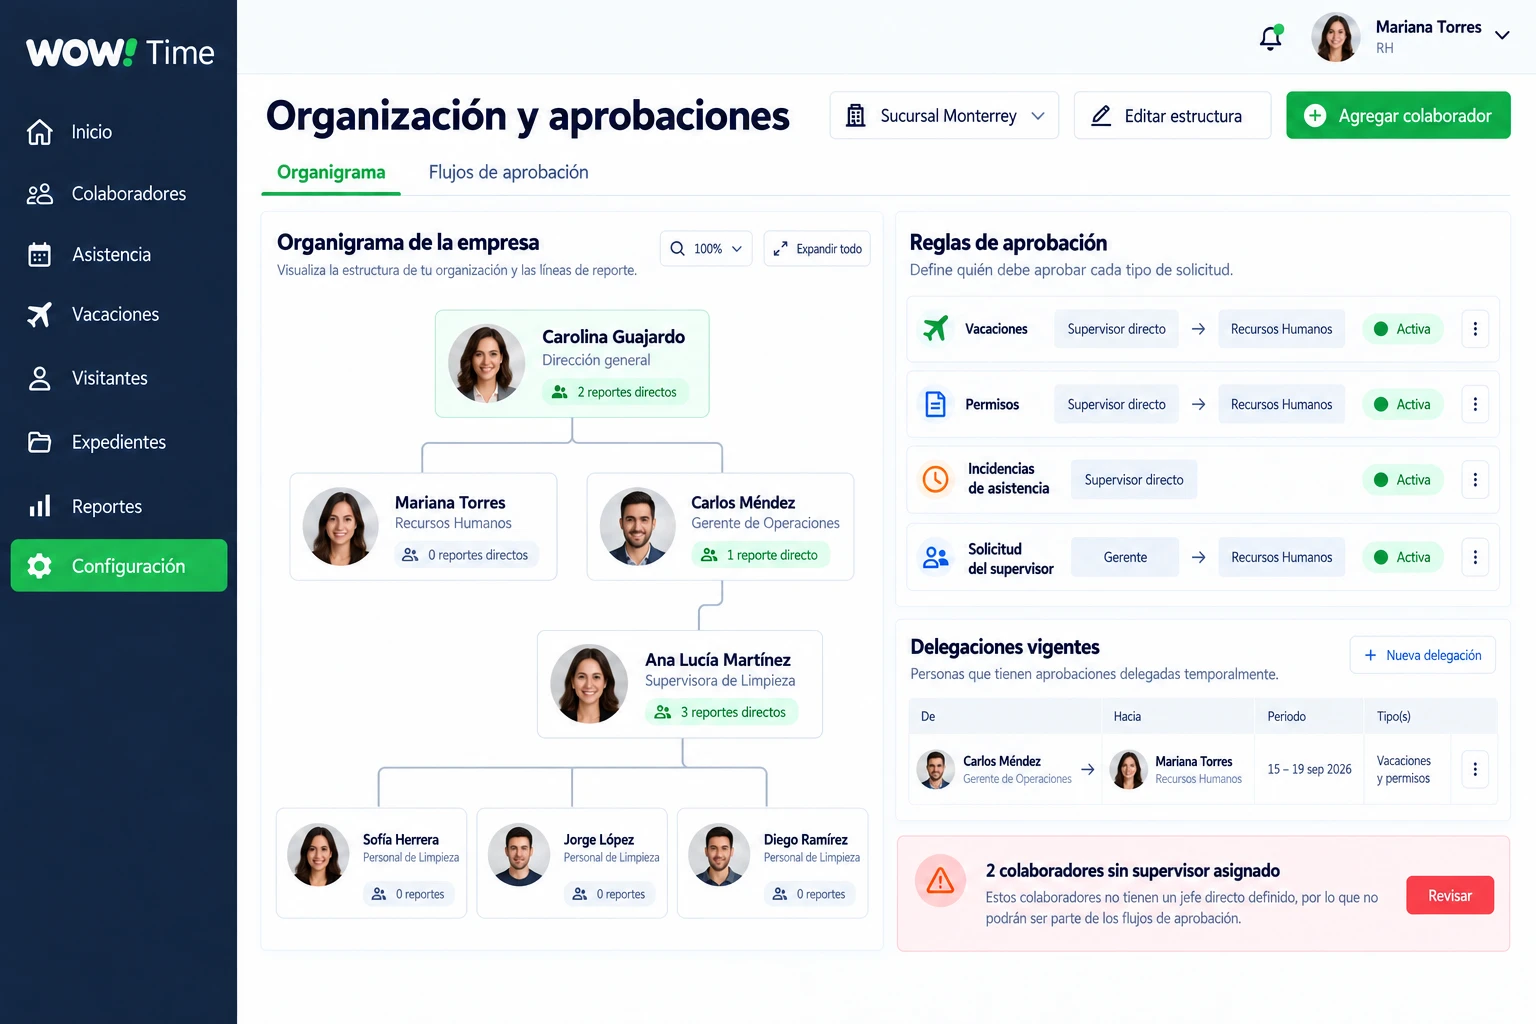 WOW! Time
Inicio
Colaboradores
Asistencia
Vacaciones
Visitantes
Expedientes
Reportes
Configuración
Mariana Torres
RH
Organización y aprobaciones
Sucursal Monterrey
Editar estructura
Agregar colaborador
Organigrama
Flujos de aprobación
Organigrama de la empresa
Visualiza la estructura de tu organización y las líneas de reporte.
100%
Expandir todo
Carolina Guajardo
Dirección general
2 reportes directos
Mariana Torres
Recursos Humanos
0 reportes directos
Carlos Méndez
Gerente de Operaciones
1 reporte directo
Ana Lucía Martínez
Supervisora de Limpieza
3 reportes directos
Sofía Herrera
Personal de Limpieza
0 reportes
Jorge López
Personal de Limpieza
0 reportes
Diego Ramírez
Personal de Limpieza
0 reportes
Reglas de aprobación
Define quién debe aprobar cada tipo de solicitud.
Vacaciones
Supervisor directo
Recursos Humanos
Activa
Permisos
Supervisor directo
Recursos Humanos
Activa
Incidencias
de asistencia
Supervisor directo
Activa
Solicitud
del supervisor
Gerente
Recursos Humanos
Activa
Delegaciones vigentes
Personas que tienen aprobaciones delegadas temporalmente.
+ Nueva delegación
De
Hacia
Periodo
Tipo(s)
Carlos Méndez
Gerente de Operaciones
Mariana Torres
Recursos Humanos
15 – 19 sep 2026
Vacaciones
y permisos
2 colaboradores sin supervisor asignado
Estos colaboradores no tienen un jefe directo definido, por lo que no
podrán ser parte de los flujos de aprobación.
Revisar